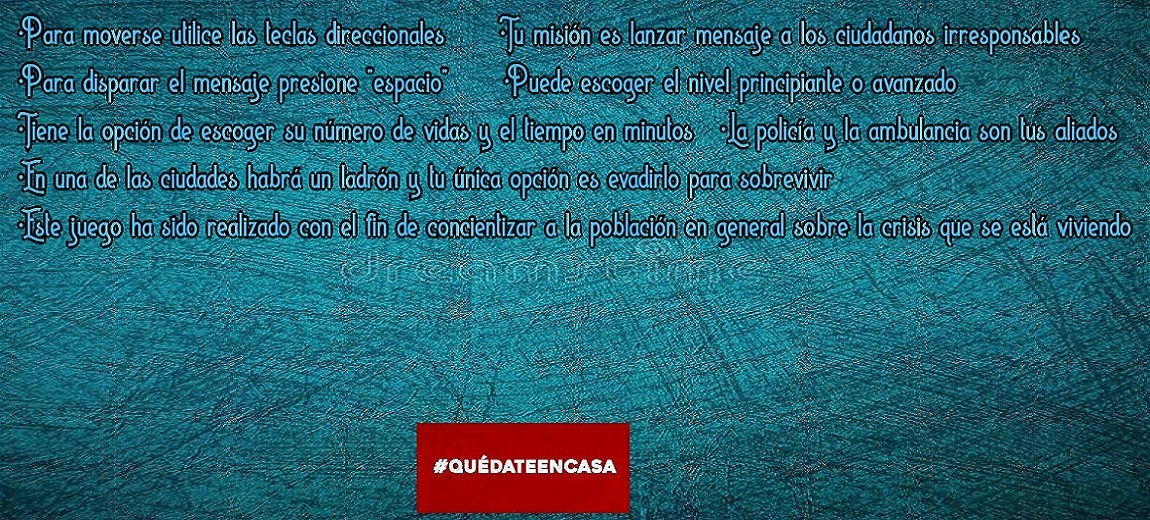 ·Para moverse utilice las teclas direccionales ·Tu misión es lanzar mensaje a los ciudadanos irresponsables
·Para disparar el mensaje presione "espacio" ·Puede escoger el nivel principiante o avanzado
·Tiene la opción de escoger su número de vidas y el tiempo en minutos ·La policía y la ambulancia son tus aliados
·En una de las ciudades habrá un ladrón y tu única opción es evadirlo para sobrevivir
·Este juego ha sido realizado con el fin de concientizar a la población en general sobre la crisis que se está viviendo
dreamstime
#QUÉDATEENCASA